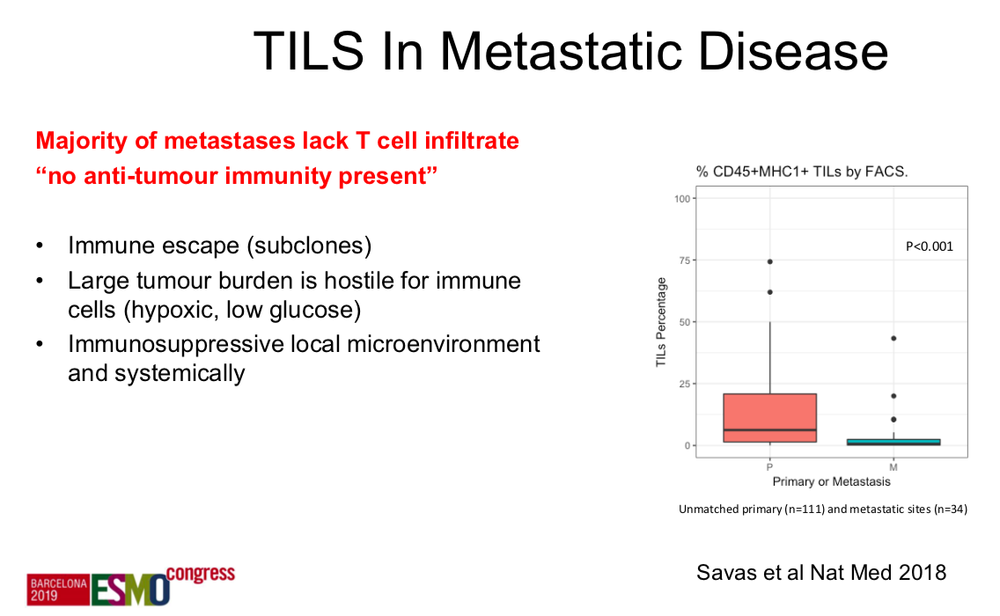 TILS In Metastatic Disease
Majority of metastases lack T cell infiltrate
“no anti-tumour immunity present”
• Immune escape (subclones)
• Large tumour burden is hostile for immune
cells (hypoxic, low glucose)
• Immunosuppressive local microenvironment
and systemically
% CD45+MHC1+ TILs by FACS.
P<0.001
TILs Percentage
100
75
50
25
0
P
M
Primary or Metastasis
Unmatched primary (n=111) and metastatic sites (n=34)
Savas et al Nat Med 2018
BARCELONA
2019
ESMO
congress